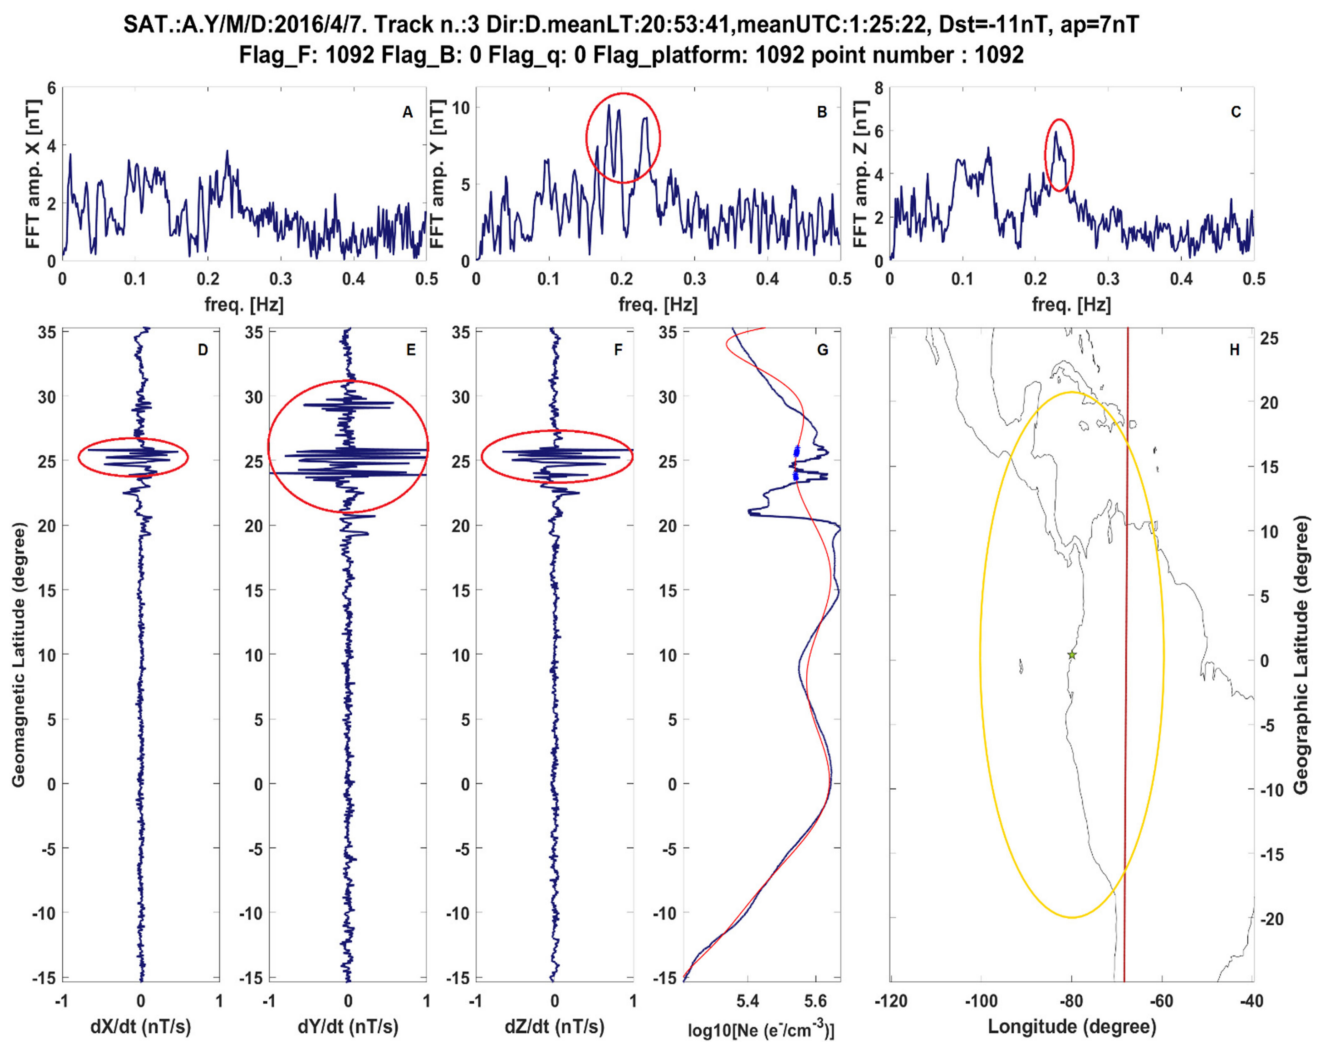 SAT.:A.Y/M/D:2016/4/7. Track n.:3 Dir:D.meanLT:20:53:41,meanUTC:1:25:22, Dst=-11nT, ap=7nT
Flag_F: 1092 Flag_B: 0 Flag_q: 0 Flag_platform: 1092 point number : 1092
FFT amp. X [nT]
6
4
2
0
A
0 0.1 0.2 0.3 0.4 0.5
freq. [Hz]
FFT amp. Y [nT]
10
5
0
B
0 0.1 0.2 0.3 0.4 0.5
freq. [Hz]
FFT amp. Z [nT]
8
6
4
2
0
C
0 0.1 0.2 0.3 0.4 0.5
freq. [Hz]
Geomagnetic Latitude (degree)
35
30
25
20
15
10
5
0
-5
-10
-15
D
-1 0 1
dX/dt (nT/s)
35
30
25
20
15
10
5
0
-5
-10
-15
E
-1 0 1
dY/dt (nT/s)
35
30
25
20
15
10
5
0
-5
-10
-15
F
-1 0 1
dZ/dt (nT/s)
35
30
25
20
15
10
5
0
-5
-10
-15
G
5.4 5.6
log10[Ne (e-/cm-3)]
H
25
20
15
10
5
0
-5
-10
-15
-20
Geographic Latitude (degree)
-120 -100 -80 -60 -40
Longitude (degree)